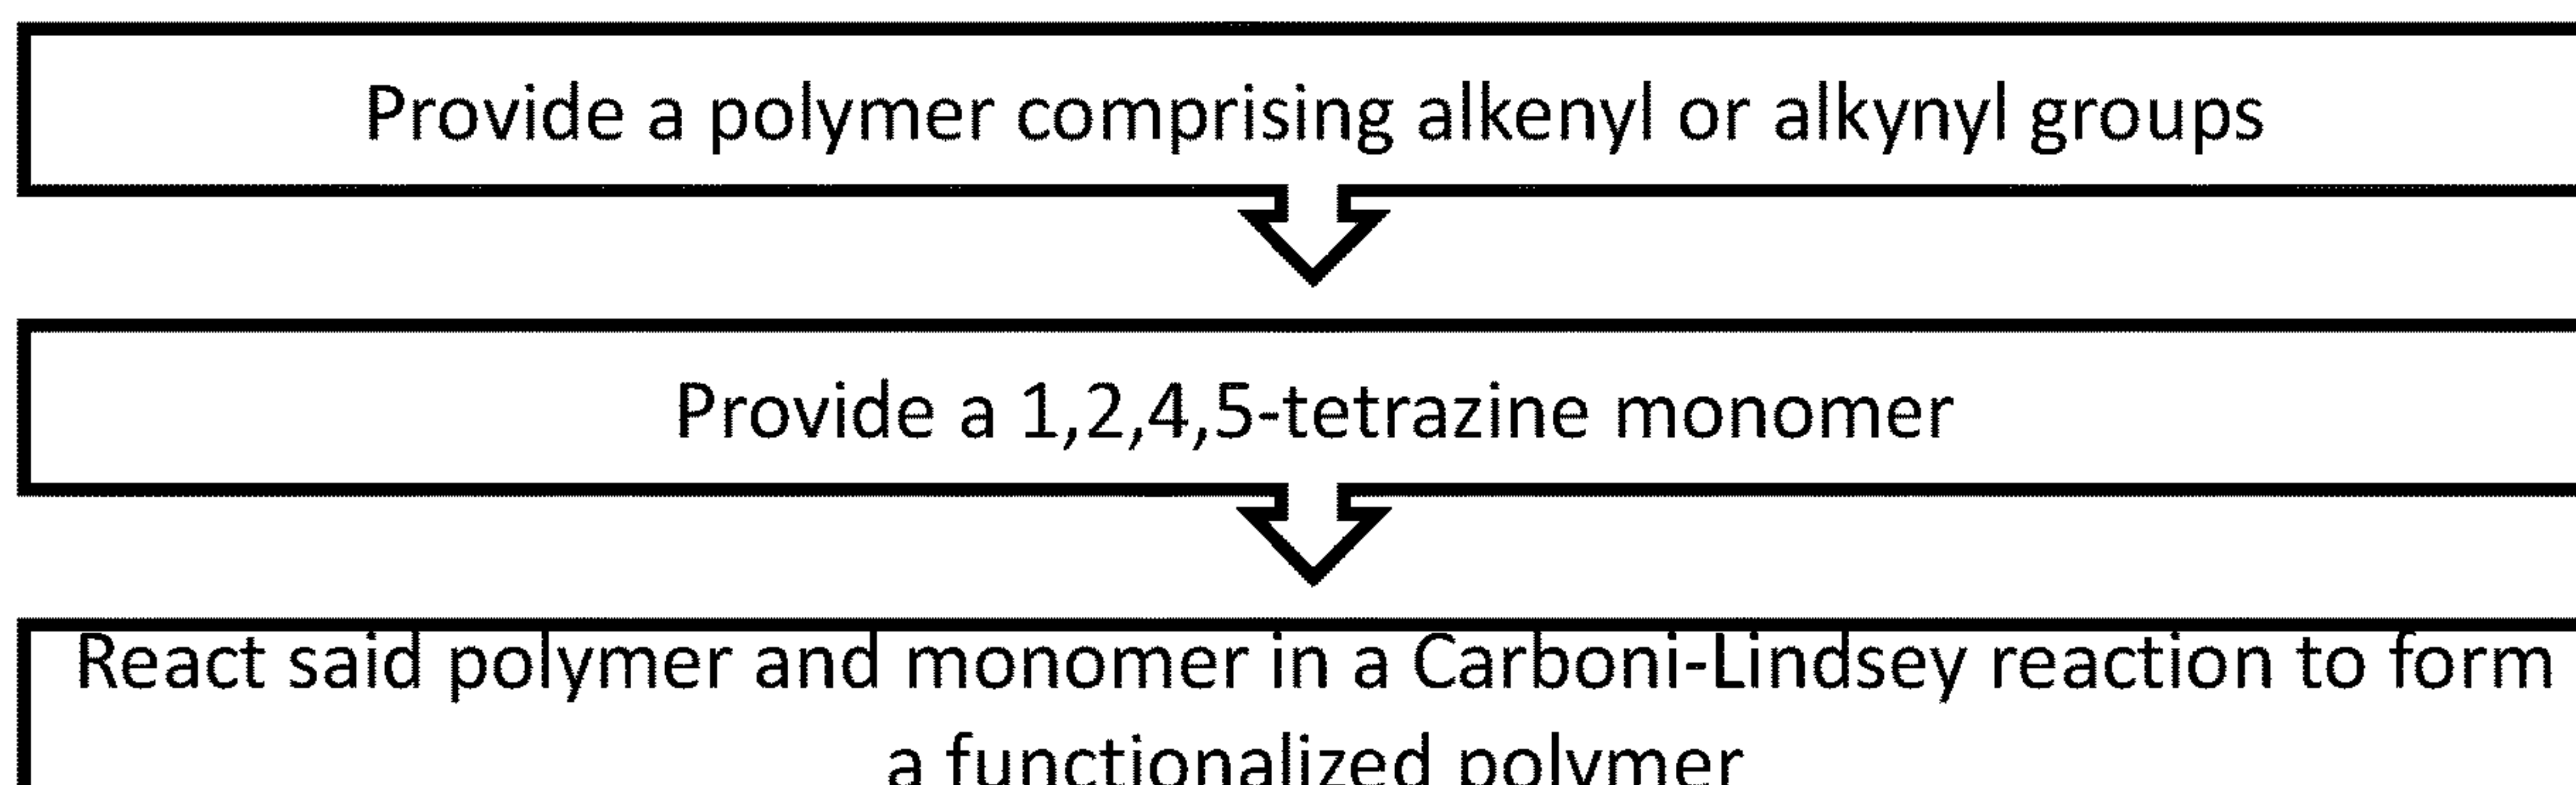 Provide a polymer comprising alkenyl or alkynyl groups
Provide a 1,2,4,5-tetrazine monomer
React said polymer and monomer in a Carboni-Lindsey reaction to form
a functionalized polymer